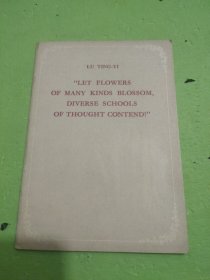 LU TING-YI
"LET FLOWERS
OF MANY KINDS BLOSSOM,
DIVERSE SCHOOLS
OF THOUGHT CONTEND!"